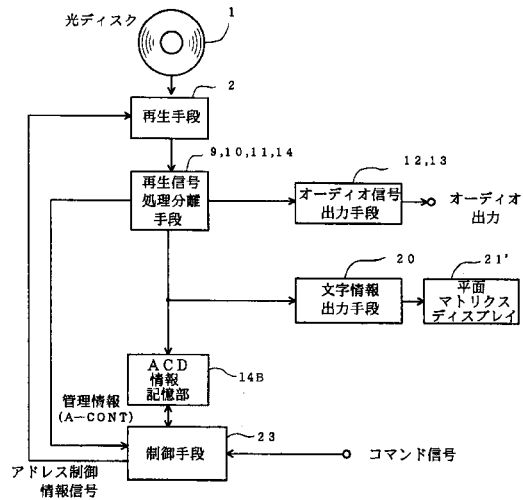 光ディスク
1
2
再生手段
9,10,11,14
再生信号
処理分離
手段
12,13
オーディオ信号
出力手段
オーディオ
出力
20
文字情報
出力手段
21'
平面
マトリクス
ディスプレイ
ACD
情報
記憶部
14B
管理情報
(A-CONT)
23
制御手段
コマンド信号
アドレス制御
情報信号